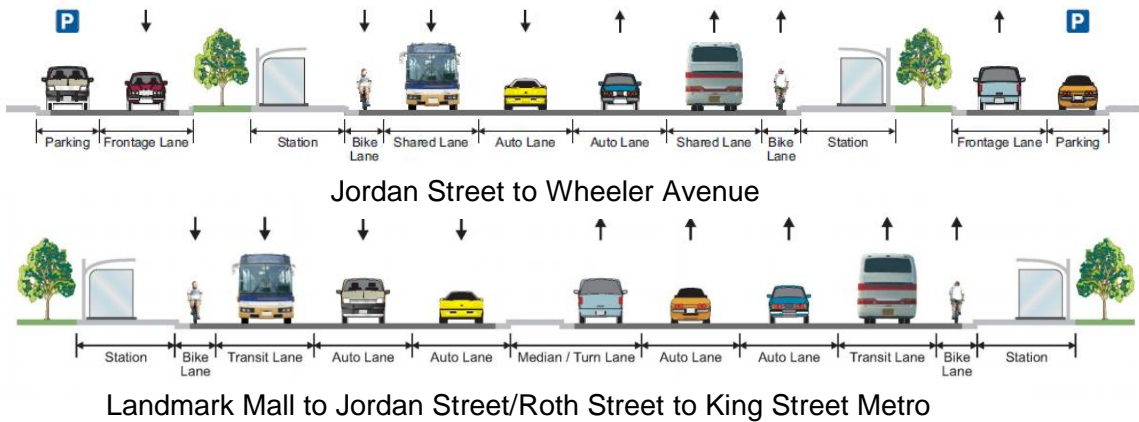 P P
Parking Frontage Lane Station Bike Lane Shared Lane Auto Lane Auto Lane Shared Lane Bike Lane Station Frontage Lane Parking
Jordan Street to Wheeler Avenue
Station Bike Lane Transit Lane Auto Lane Auto Lane Median / Turn Lane Auto Lane Auto Lane Transit Lane Bike Lane Station
Landmark Mall to Jordan Street/Roth Street to King Street Metro